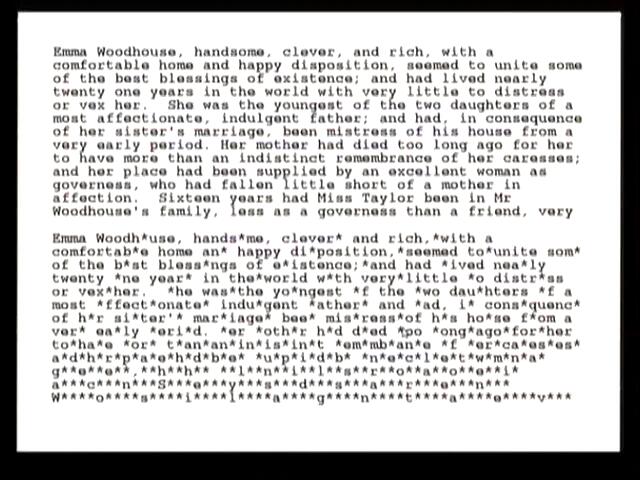 Emma Woodhouse, handsome, clever, and rich, with a
comfortable home and happy disposition, seemed to unite some
of the best blessings of existence; and had lived nearly
twenty one years in the world with very little to distress
or vex her. She was the youngest of the two daughters of a
most affectionate, indulgent father; and had, in consequence
of her sister's marriage, been mistress of his house from a
very early period. Her mother had died too long ago for her
to have more than an indistinct remembrance of her caresses;
and her place had been supplied by an excellent woman as
governess, who had fallen little short of a mother in
affection. Sixteen years had Miss Taylor been in Mr
Woodhouse's family, less as a governess than a friend, very
Emma Woodh*use, hands*me, clever* and rich,*with a
comfortab*e home an* happy di*position,*seemed to*unite som*
of the b*st bless*ngs of e*istence;*and had *ived nea*ly
twenty *ne year* in the*world w*th very*little *o distr*ss
or vex*her. *he was*the yo*ngest *f the *wo dau*hters *f a
most *ffect*onate* indu*gent *ather* and *ad, i* cons*quenc*
of h*r si*ter'* mar*iage* bee* mis*ress*of h*s ho*se f*om a
ver* ea*ly *eri*d. *er *oth*r h*d d*ed *oo *ong*ago*for*her
to*ha*e *or* t*an*an*in*is*in*t *em*mb*an*e *f *er*ca*es*es*
a*d*h*r*p*a*e*h*d*b*e* *u*p*i*d*b* *n*e*c*l*e*t*w*m*n*a*
g**e**e**,**h**h** **l**n**i**l**s**r**o**a**o**e**i*
a***c***n***S***e***y***s***d***s***a***r***e***n***
W****o****s****i****l****a****g****n****t****a****e****v***